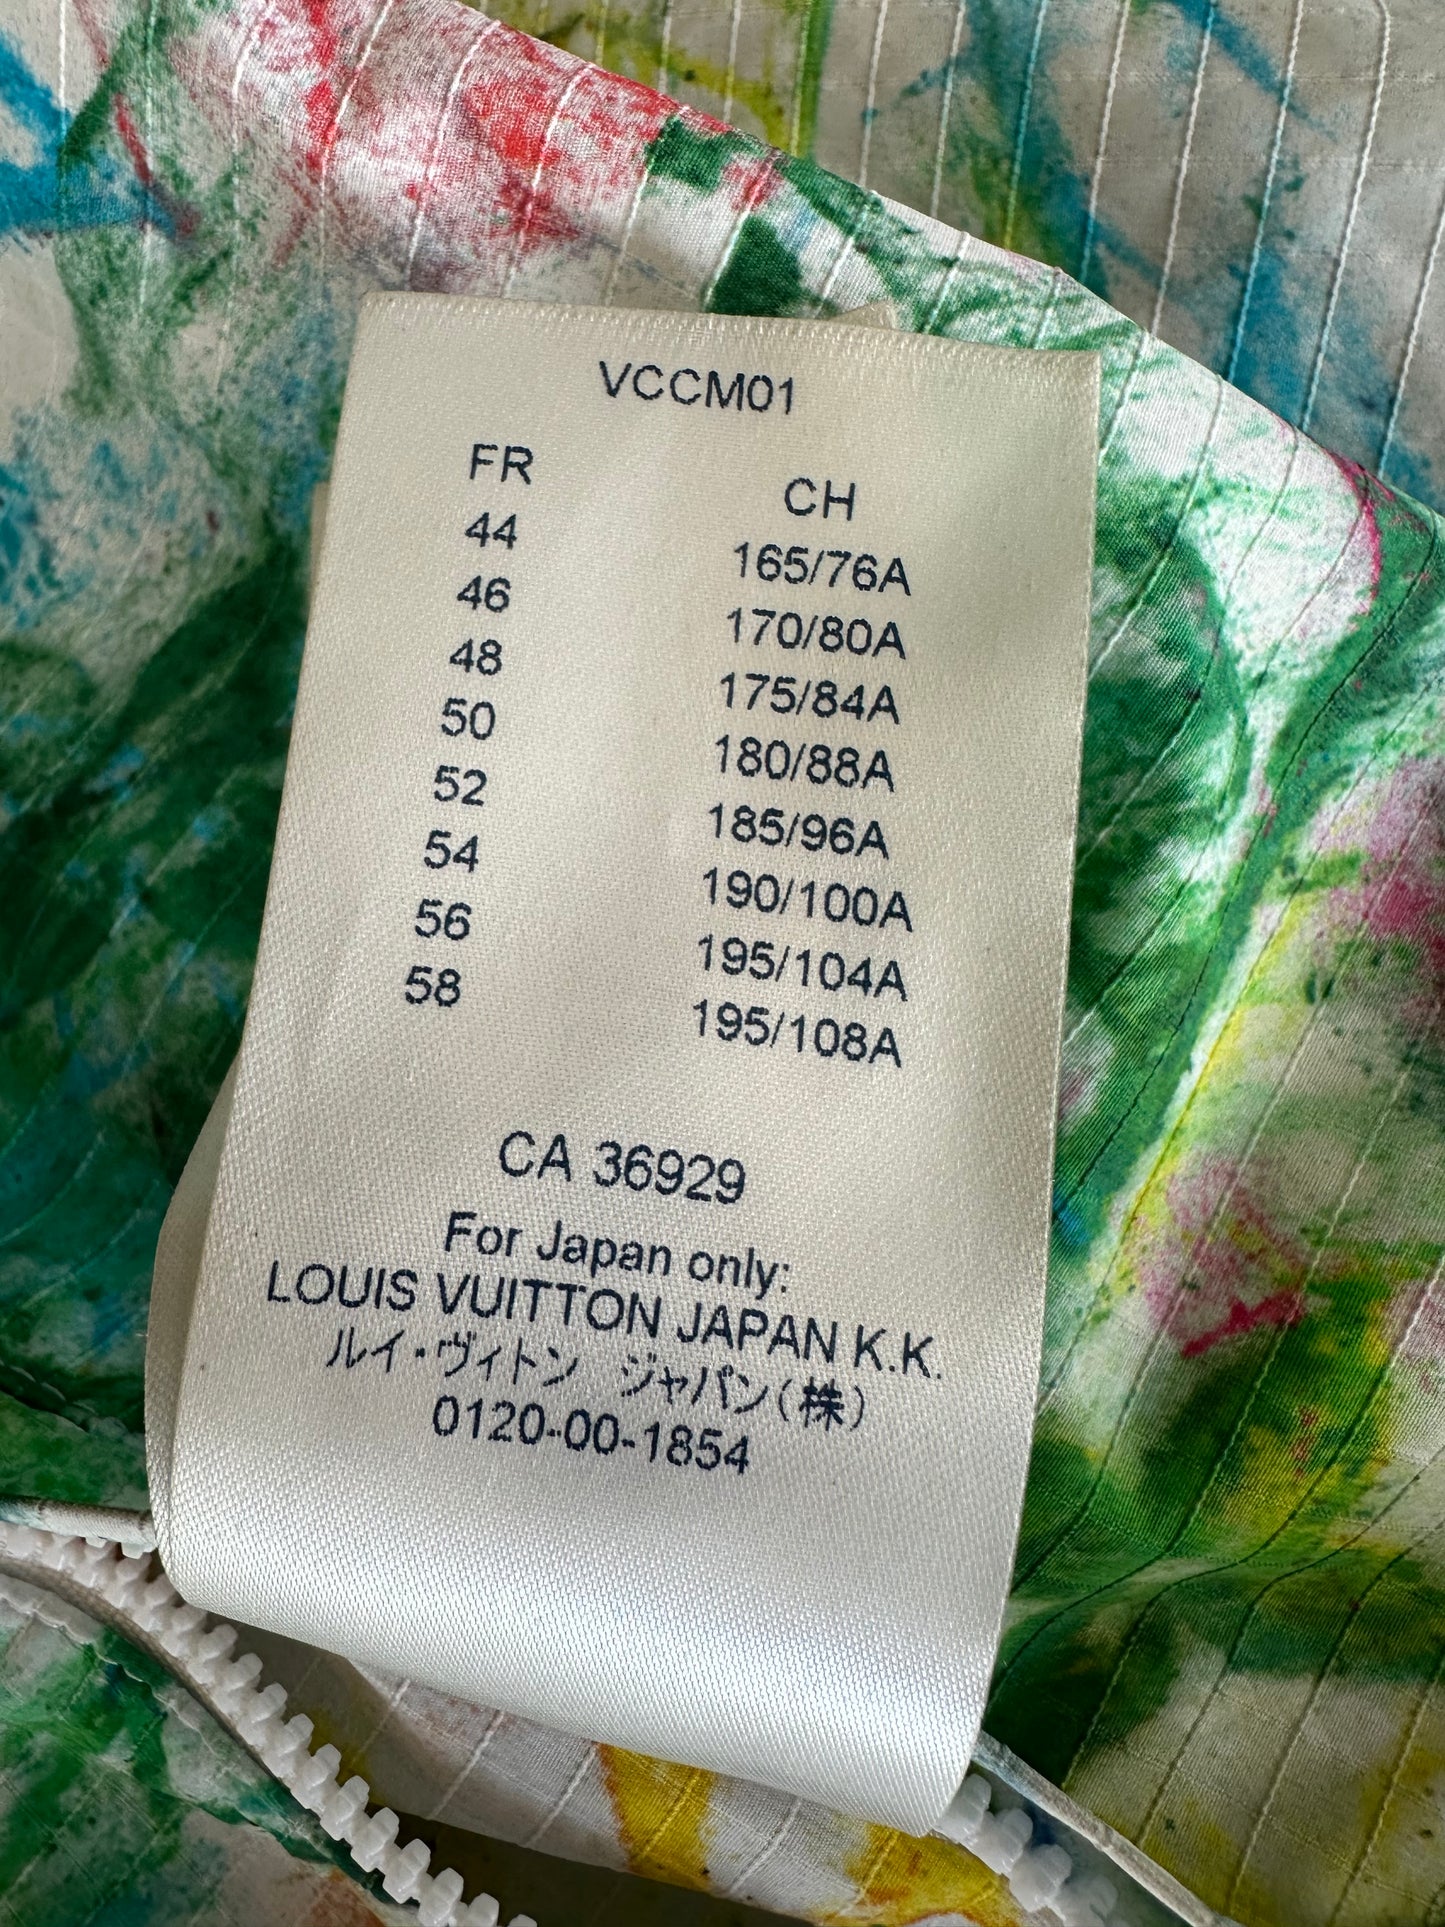 VCCM01
FR CH
44 165/76A
46 170/80A
48 175/84A
50 180/88A
52 185/96A
54 190/100A
56 195/104A
58 195/108A
CA 36929
For Japan only:
LOUIS VUITTON JAPAN K.K.
ルイ・ヴィトン ジャパン(株)
0120-00-1854